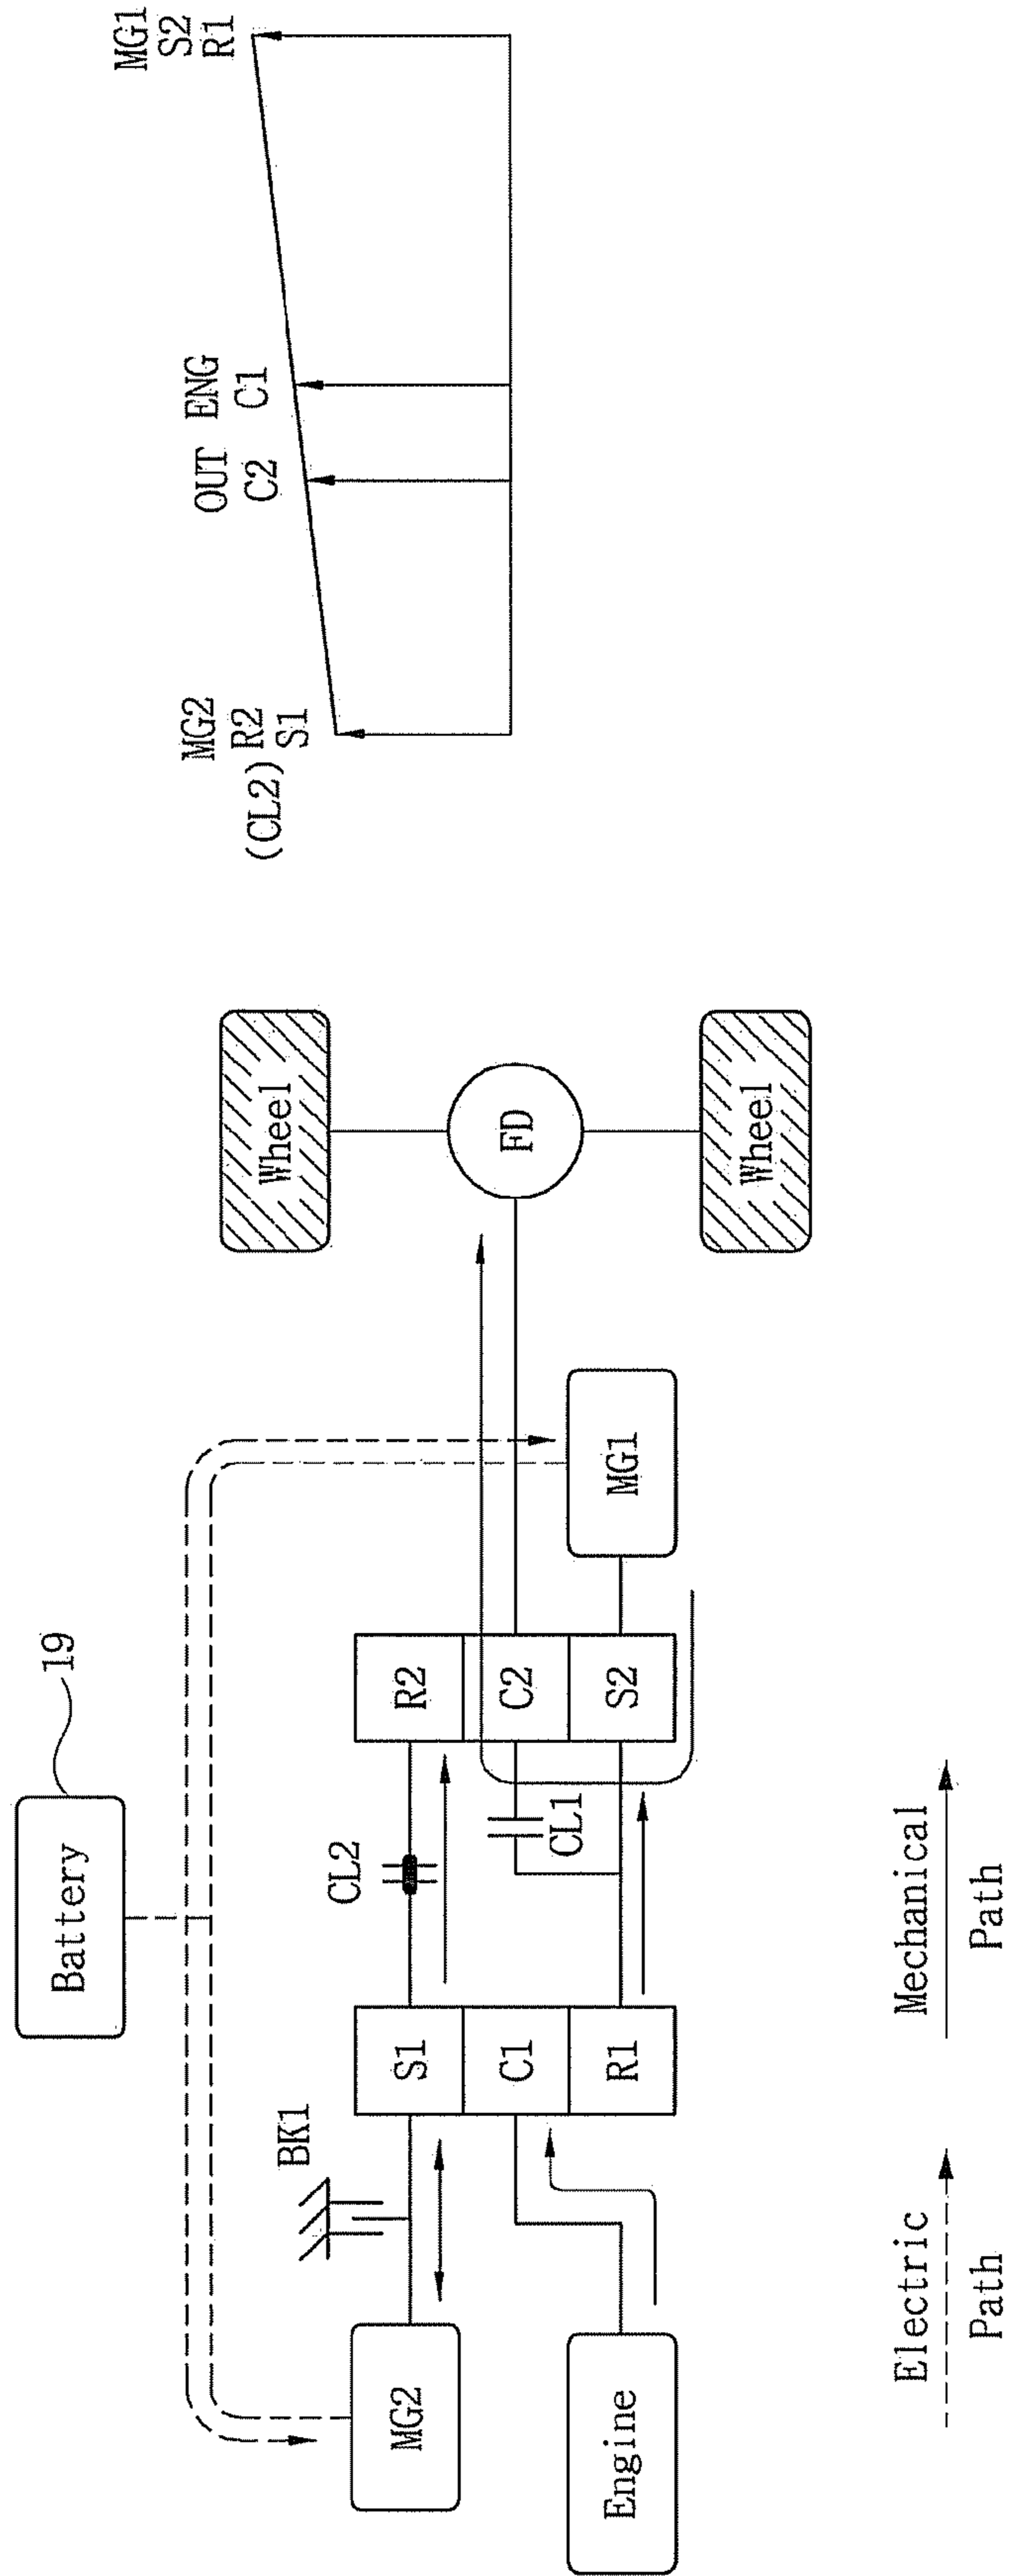 Battery
19
MG2
BK1
S1
C1
R1
CL2
CL1
R2
C2
S2
MG1
Engine
Wheel
FD
Wheel
Electric
Path
Mechanical
Path
MG2
R2
S1
(CL2)
OUT
C2
ENG
C1
MG1
S2
R1